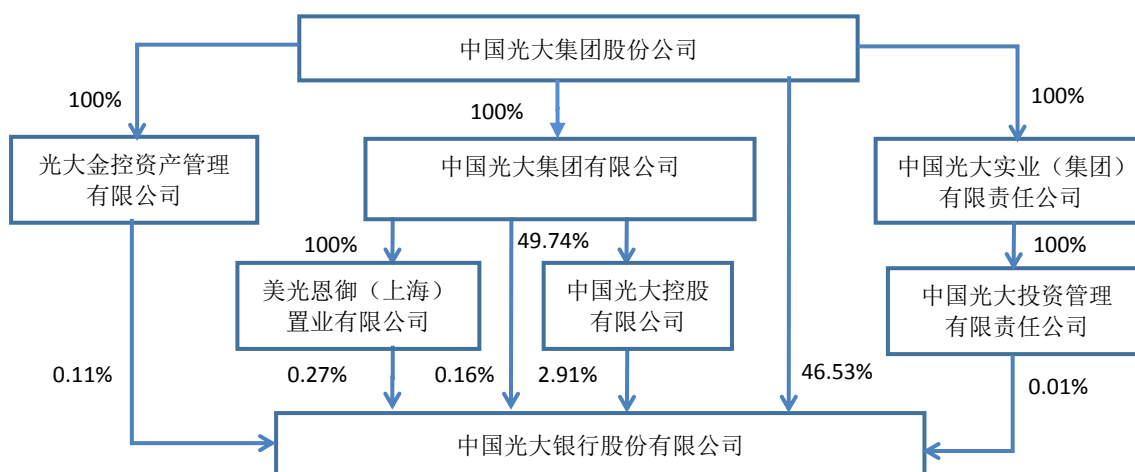 中国光大集团股份公司
100%
100%
100%
光大金控资产管理
有限公司
中国光大集团有限公司
中国光大实业（集团）
有限责任公司
100%
49.74%
100%
美光恩御（上海）
置业有限公司
中国光大控股
有限公司
中国光大投资管理
有限责任公司
0.11%
0.27%
0.16%
2.91%
46.53%
0.01%
中国光大银行股份有限公司